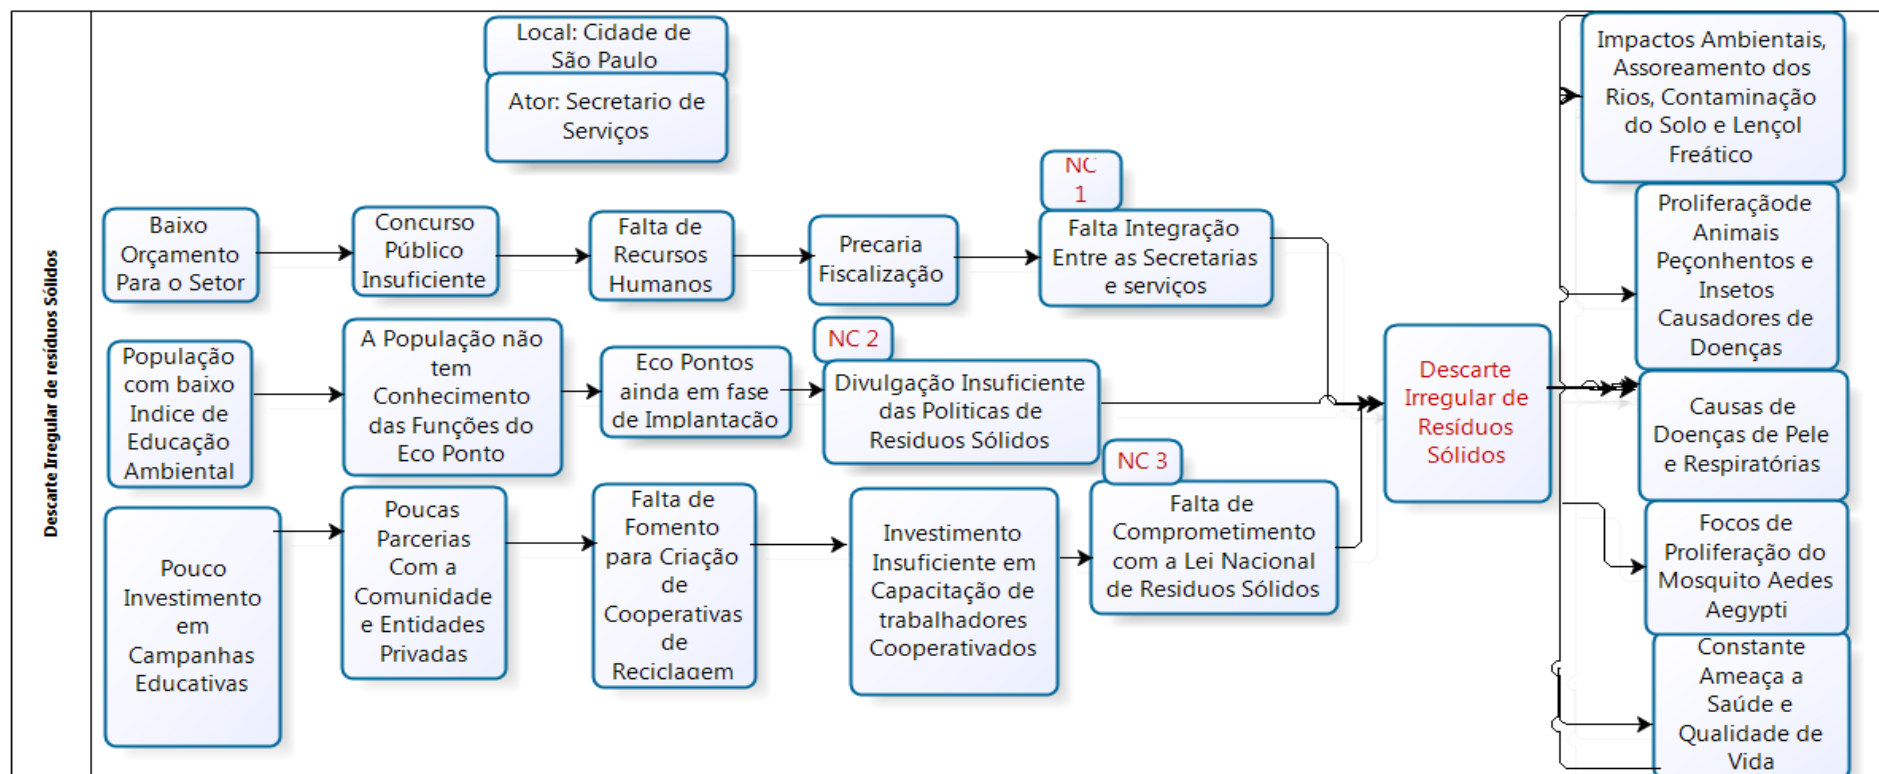 Descarte Irregular de resíduos Sólidos
Local: Cidade de
São Paulo
Ator: Secretario de
Serviços
Baixo
Orçamento
Para o Setor
Concurso
Público
Insuficiente
Falta de
Recursos
Humanos
Precaria
Fiscalização
NC
1
Falta Integração
Entre as Secretarias
e serviços
População
com baixo
Indice de
Educação
Ambiental
A População não
tem
Conhecimento
das Funções do
Eco Ponto
Eco Pontos
ainda em fase
de Implantação
NC 2
Divulgação Insuficiente
das Politicas de
Residuos Sólidos
Pouco
Investimento
em
Campanhas
Educativas
Poucas
Parcerias
Com a
Comunidade
e Entidades
Privadas
Falta de
Fomento
para Criação
de
Cooperativas
de
Reciclagem
Investimento
Insuficiente em
Capacitação de
trabalhadores
Cooperativados
NC 3
Falta de
Comprometimento
com a Lei Nacional
de Residuos Sólidos
Descarte
Irregular de
Resíduos
Sólidos
Impactos Ambientais,
Assoreamento dos
Rios, Contaminação
do Solo e Lençol
Freático
Proliferaçãode
Animais
Peçonhentos e
Insetos
Causadores de
Doenças
Causas de
Doenças de Pele
e Respiratórias
Focos de
Proliferação do
Mosquito Aedes
Aegypti
Constante
Ameaça a
Saúde e
Qualidade de
Vida